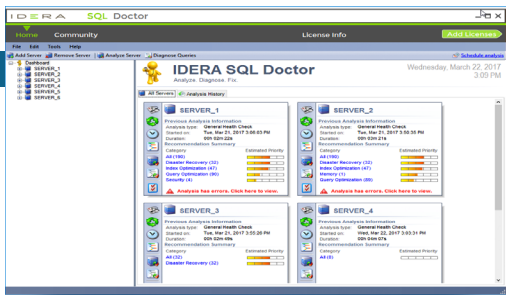 IDERA SQL Doctor
Home Community License Info Add Licenses
File Edit Tools Help
Add Server Remove Server Analyze Server Diagnose Queries Schedule analysis
Dashboard
SERVER_1
SERVER_2
SERVER_3
SERVER_4
SERVER_5
SERVER_6
IDERA SQL Doctor
Analyze. Diagnose. Fix.
Wednesday, March 22, 2017
3:09 PM
All Servers Analysis History
SERVER_1
Previous Analysis Information
Analysis type: General Health Check
Started on: Tue, Mar 21, 2017 3:66:03 PM
Duration: 00h 02m 22s
Recommendation Summary
Category Estimated Priority
All (190)
Disaster Recovery (32)
Index Optimization (47)
Query Optimization (90)
Security (4)
Analysis has errors. Click here to view.
SERVER_2
Previous Analysis Information
Analysis type: General Health Check
Started on: Tue, Mar 21, 2017 3:50:35 PM
Duration: 00h 03m 21s
Recommendation Summary
Category Estimated Priority
All (197)
Disaster Recovery (32)
Index Optimization (47)
Memory (1)
Query Optimization (89)
Analysis has errors. Click here to view.
SERVER_3
Previous Analysis Information
Analysis type: General Health Check
Started on: Tue, Mar 21, 2017 3:55:28 PM
Duration: 00h 02m 49s
Recommendation Summary
Category Estimated Priority
All (32)
Disaster Recovery (32)
SERVER_4
Previous Analysis Information
Analysis type: General Health Check
Started on: Wed, Mar 22, 2017 3:03:31 PM
Duration: 00h 04m 07s
Recommendation Summary
Category Estimated Priority
All (0)